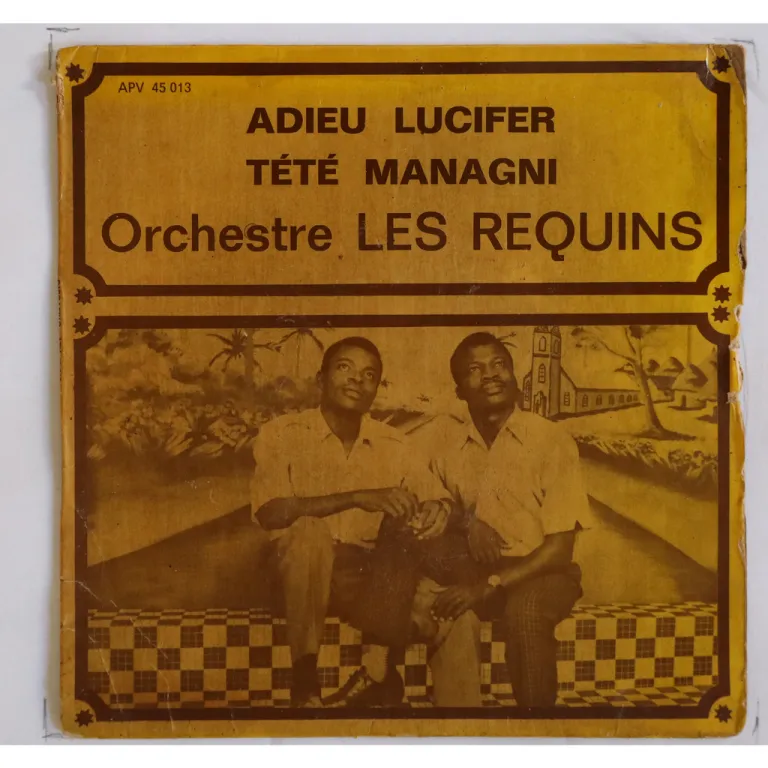 APV 45 013
ADIEU LUCIFER
TÉTÉ MANAGNI
Orchestre LES REQUINS